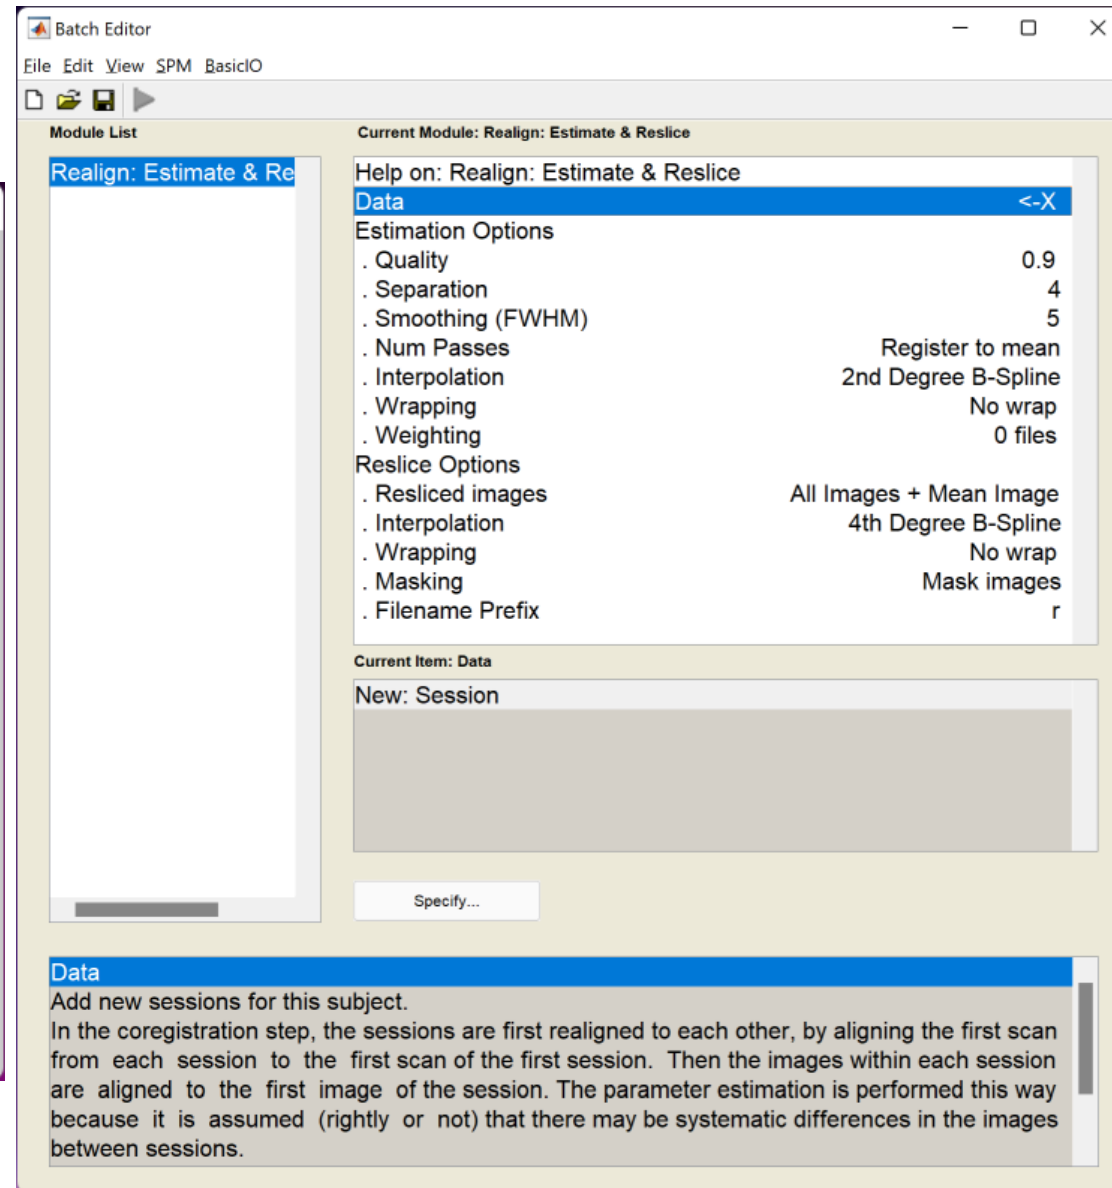 Batch Editor
File Edit View SPM BasicIO
Module List
Realign: Estimate & Re
Current Module: Realign: Estimate & Reslice
Help on: Realign: Estimate & Reslice
Data <-X
Estimation Options
. Quality 0.9
. Separation 4
. Smoothing (FWHM) 5
. Num Passes Register to mean
. Interpolation 2nd Degree B-Spline
. Wrapping No wrap
. Weighting 0 files
Reslice Options
. Resliced images All Images + Mean Image
. Interpolation 4th Degree B-Spline
. Wrapping No wrap
. Masking Mask images
. Filename Prefix r
Current Item: Data
New: Session
Specify...
Data
Add new sessions for this subject.
In the coregistration step, the sessions are first realigned to each other, by aligning the first scan
from each session to the first scan of the first session. Then the images within each session
are aligned to the first image of the session. The parameter estimation is performed this way
because it is assumed (rightly or not) that there may be systematic differences in the images
between sessions.